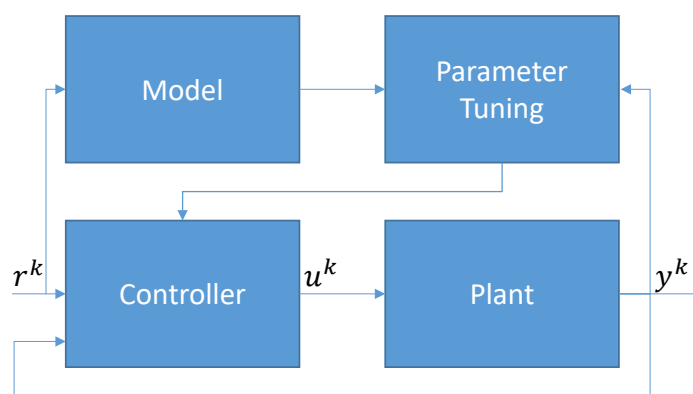 Model
Parameter
Tuning
r^k
Controller
u^k
Plant
y^k